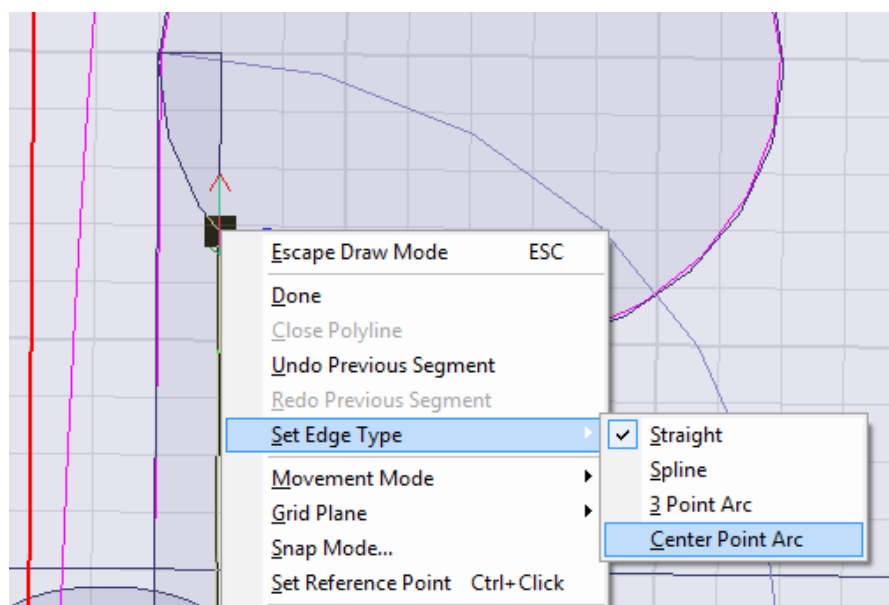 Escape Draw Mode ESC
Done
Close Polyline
Undo Previous Segment
Redo Previous Segment
Set Edge Type
Movement Mode
Grid Plane
Snap Mode...
Set Reference Point Ctrl+Click
Straight
Spline
3 Point Arc
Center Point Arc